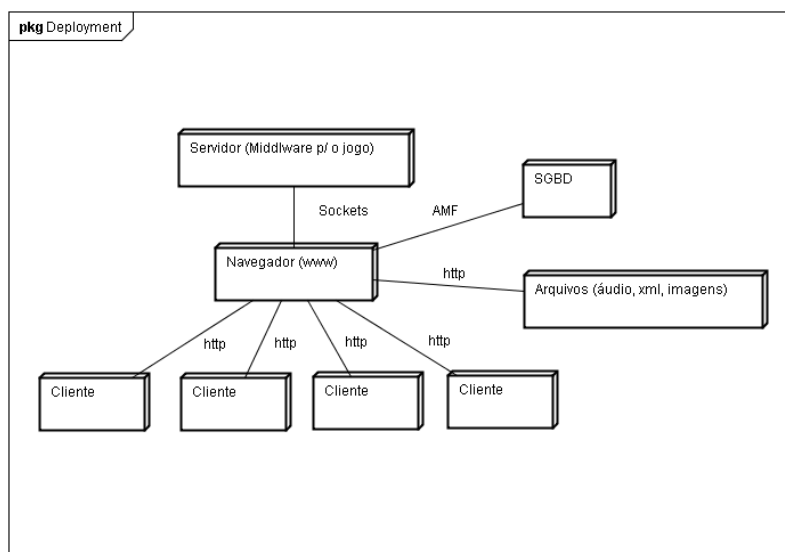 pkg Deployment
Servidor (Middlware p/ o jogo)
SGBD
Sockets
AMF
Navegador (www)
http
Arquivos (áudio, xml, imagens)
http
http
http
http
Cliente
Cliente
Cliente
Cliente